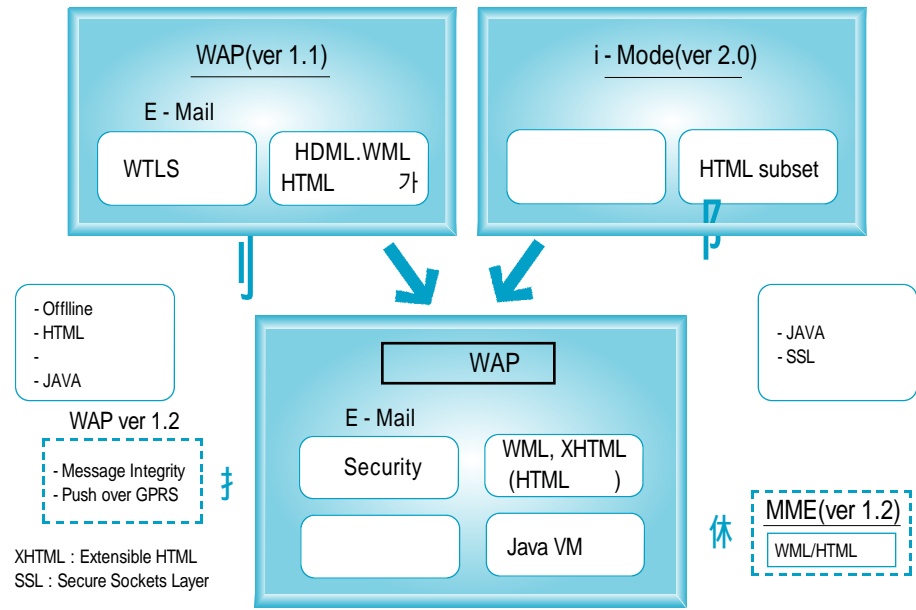 WAP(ver 1.1)
E - Mail
WTLS
HDML.WML
HTML 가
i - Mode(ver 2.0)
HTML subset
- Offlline
- HTML
-
- JAVA
- JAVA
- SSL
WAP
E - Mail
Security
WML, XHTML
(HTML )
Java VM
WAP ver 1.2
- Message Integrity
- Push over GPRS
MME(ver 1.2)
WML/HTML
休
XHTML : Extensible HTML
SSL : Secure Sockets Layer